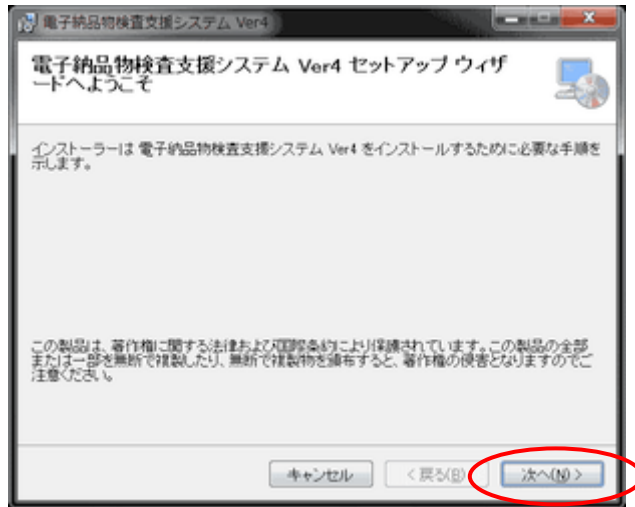 電子納品物検査支援システム Ver4
電子納品物検査支援システム Ver4 セットアップ ウィザ
ードへようこそ
インストーラーは 電子納品物検査支援システム Ver4 をインストールするために必要な手順を
示します。
この製品は、著作権に関する法律および国際条約により保護されています。この製品の全部
または一部を無断で複製したり、無断で複製物を頒布すると、著作権の侵害となりますのでご
注意ください。
キャンセル
< 戻る(B)
次へ(N) >